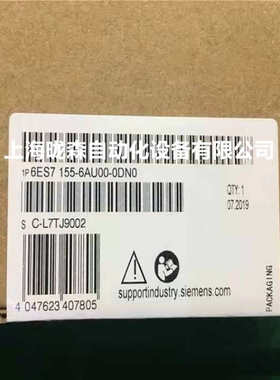 上海晓森自动化设备有限公司
1P 6ES7 155-6AU00-0DN0
QTY: 1
07.2019
S C-L7TJ9002
supportindustry.siemens.com
4 047623 407805
PACKAGING